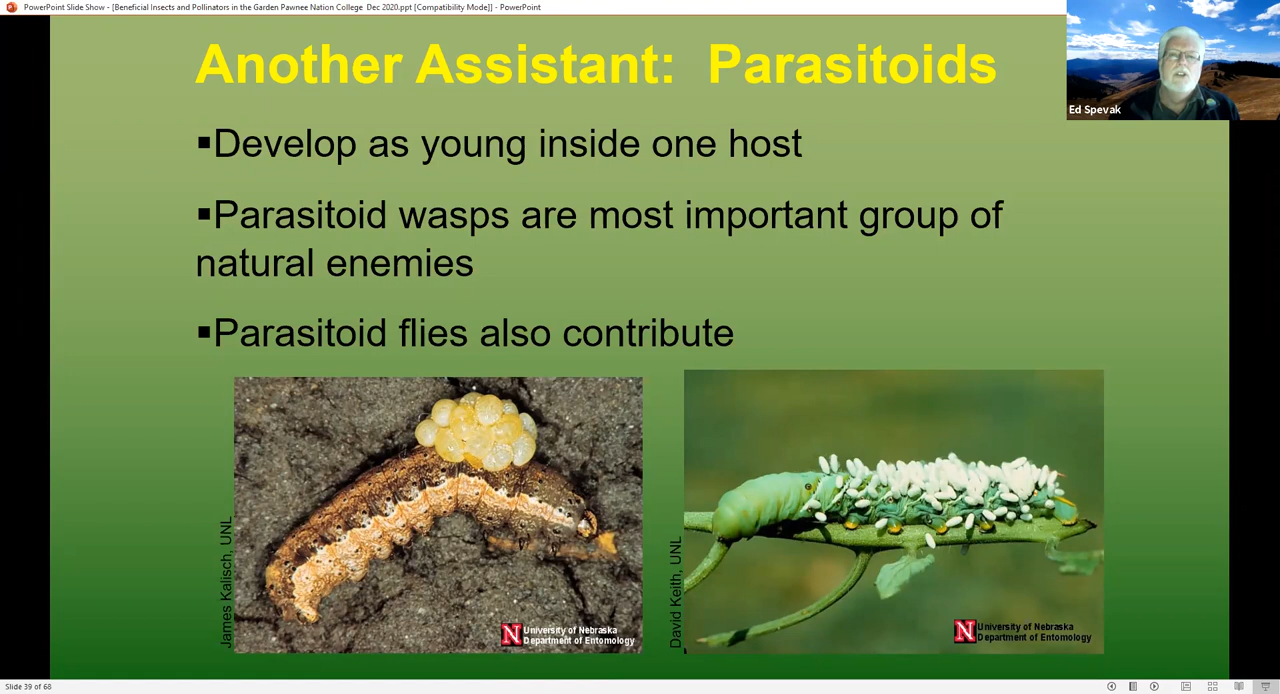 PowerPoint Slide Show - [Beneficial Insects and Pollinators in the Garden Pawnee Nation College  Dec 2020.ppt [Compatibility Mode]] - PowerPoint
Another Assistant:  Parasitoids
Ed Spevak
▪Develop as young inside one host
▪Parasitoid wasps are most important group of
natural enemies
▪Parasitoid flies also contribute
James Kalisch, UNL
N University of Nebraska
Department of Entomology
David Keith, UNL
N University of Nebraska
Department of Entomology
Slide 39 of 68